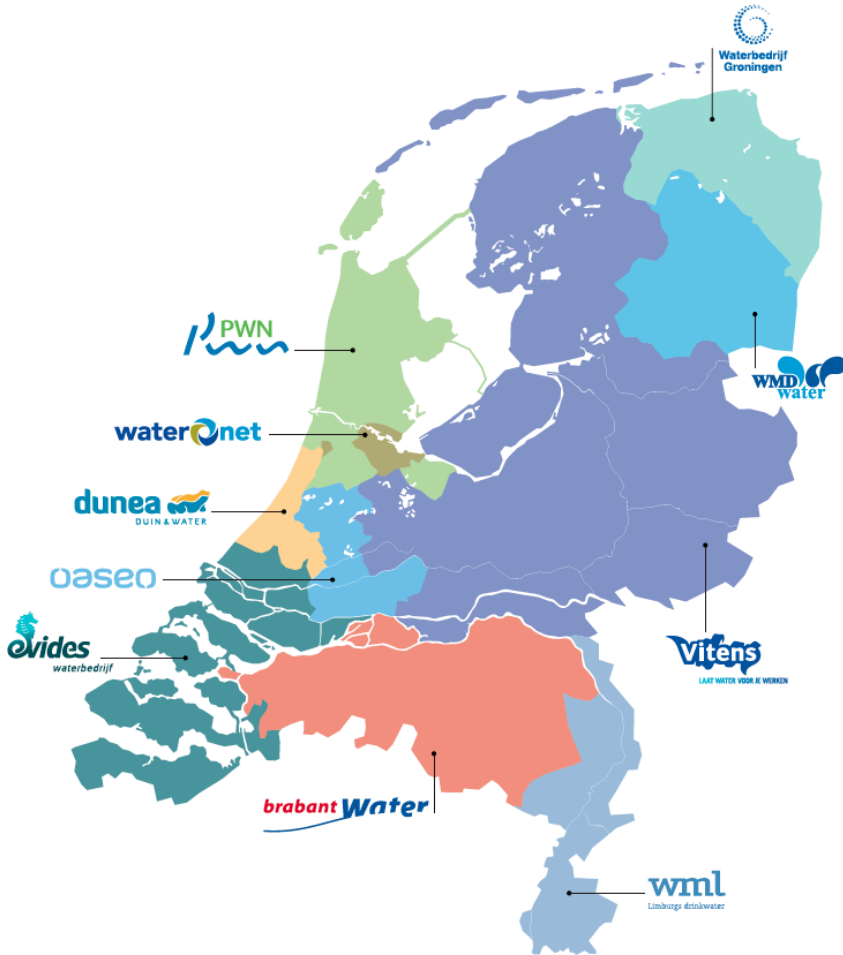 Waterbedrijf
Groningen
PWN
WMD
water
waternet
dunea
DUIN & WATER
oasen
evides
waterbedrijf
Vitens
LAAT WATER VOOR JE WERKEN
brabant Water
wml
Limburgs drinkwater